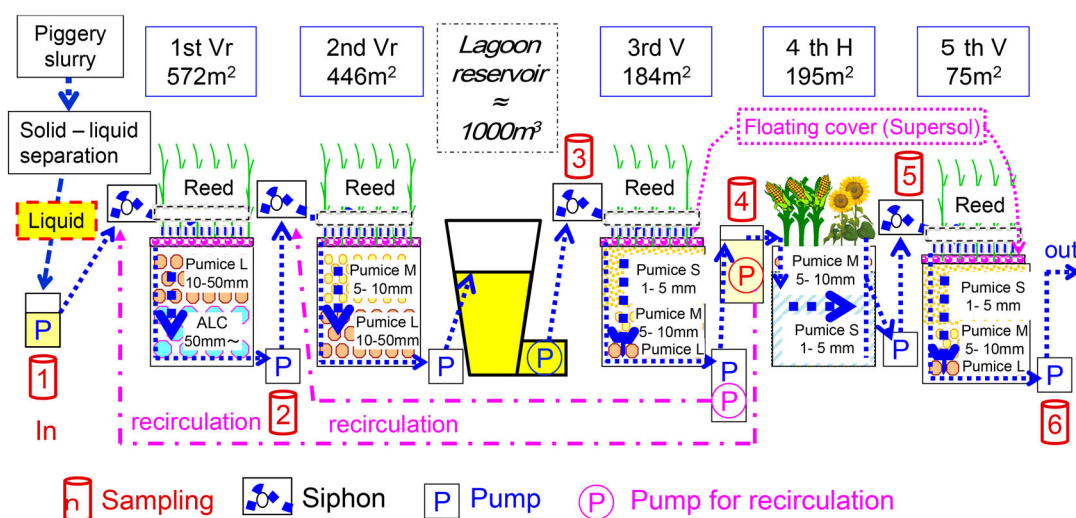 Piggery
slurry
Solid – liquid
separation
Liquid
P
1
In
1st Vr
572m²
Reed
Pumice L
10-50mm
ALC
50mm～
P
2
recirculation
2nd Vr
446m²
Reed
Pumice M
5- 10mm
Pumice L
10-50mm
P
recirculation
Lagoon
reservoir
≈
1000m³
P
3
3rd V
184m²
Reed
Pumice S
1- 5 mm
Pumice M
5- 10mm
Pumice L
P
P
Floating cover (Supersol)
4
P
4 th H
195m²
Pumice M
5- 10mm
Pumice S
1- 5 mm
P
5
5 th V
75m²
Reed
Pumice S
1- 5 mm
Pumice M
5- 10mm
Pumice L
P
out
6
n Sampling
Siphon
P Pump
P Pump for recirculation